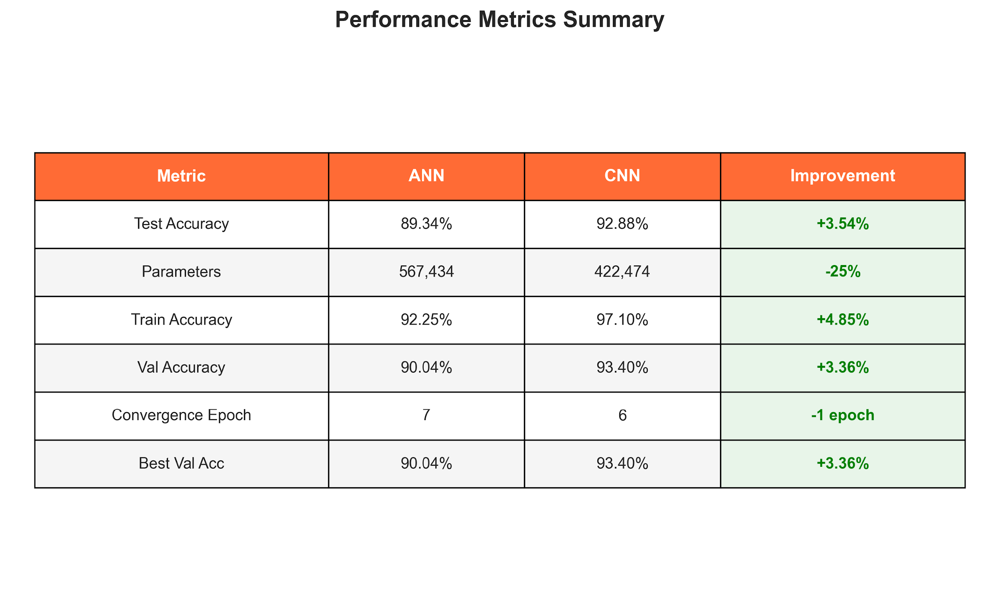 Performance Metrics Summary
Metric ANN CNN Improvement
Test Accuracy 89.34% 92.88% +3.54%
Parameters 567,434 422,474 -25%
Train Accuracy 92.25% 97.10% +4.85%
Val Accuracy 90.04% 93.40% +3.36%
Convergence Epoch 7 6 -1 epoch
Best Val Acc 90.04% 93.40% +3.36%